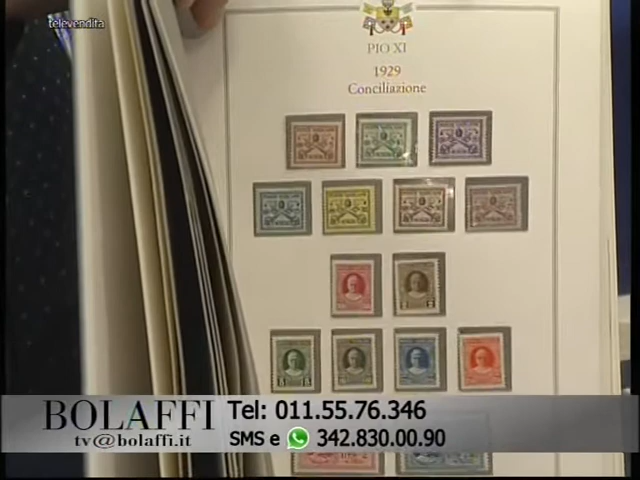 televendita
PIO XI
1929
Conciliazione
BOLAFFI
tv@bolaffi.it
Tel: 011.55.76.346
SMS e 342.830.00.90